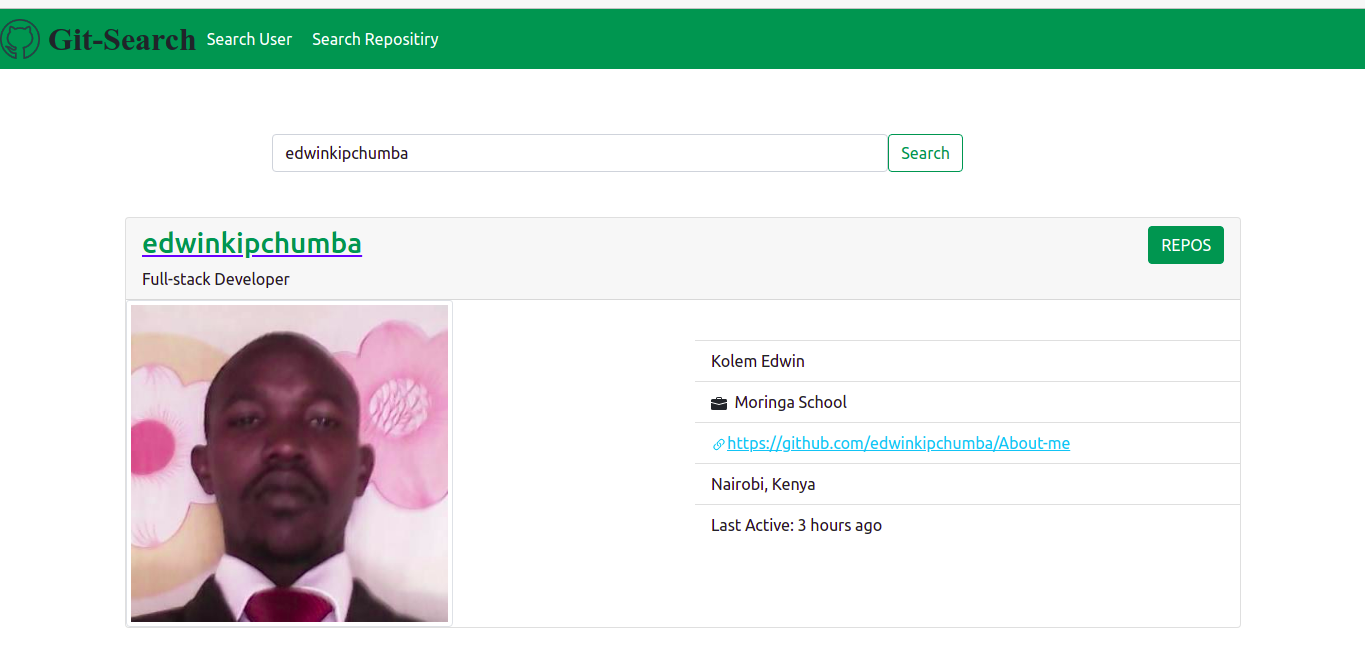 Git-Search Search User Search Repositiry
edwinkipchumba Search
edwinkipchumba REPOS
Full-stack Developer
Kolem Edwin
Moringa School
https://github.com/edwinkipchumba/About-me
Nairobi, Kenya
Last Active: 3 hours ago